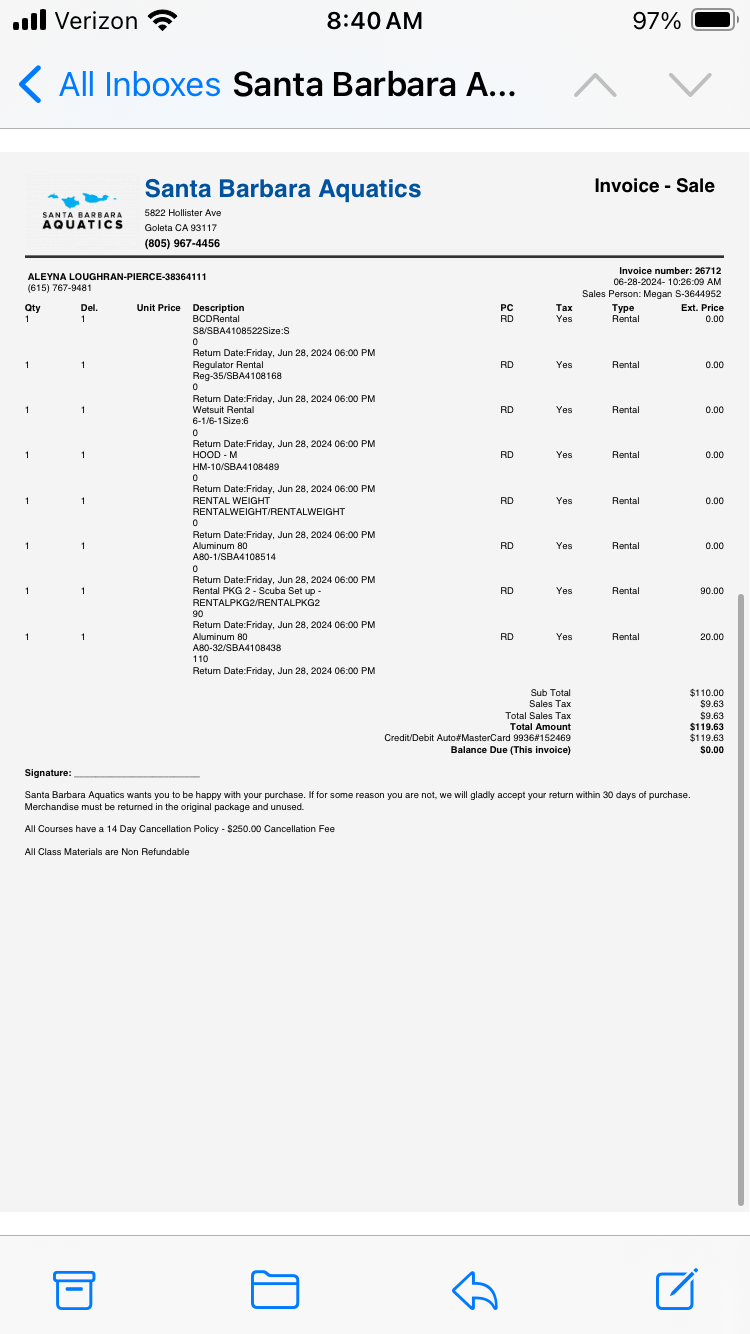 Verizon 8:40 AM 97%
All Inboxes Santa Barbara A...
SANTA BARBARA
AQUATICS
Santa Barbara Aquatics
Invoice - Sale
5822 Hollister Ave
Goleta CA 93117
(805) 967-4456
ALEYNA LOUGHRAN-PIERCE-38364111
(615) 767-9481
Invoice number: 26712
06-28-2024- 10:26:09 AM
Sales Person: Megan S-3644952
Qty Del. Unit Price Description PC Tax Type Ext. Price
1 1 BCDRental RD Yes Rental 0.00
S8/SBA4108522Size:S
0
Return Date:Friday, Jun 28, 2024 06:00 PM
1 1 Regulator Rental RD Yes Rental 0.00
Reg-35/SBA4108168
0
Return Date:Friday, Jun 28, 2024 06:00 PM
1 1 Wetsuit Rental RD Yes Rental 0.00
6-1/6-1Size:6
0
Return Date:Friday, Jun 28, 2024 06:00 PM
1 1 HOOD - M RD Yes Rental 0.00
HM-10/SBA4108489
0
Return Date:Friday, Jun 28, 2024 06:00 PM
1 1 RENTAL WEIGHT RD Yes Rental 0.00
RENTALWEIGHT/RENTALWEIGHT
0
Return Date:Friday, Jun 28, 2024 06:00 PM
1 1 Aluminum 80 RD Yes Rental 0.00
A80-1/SBA4108514
0
Return Date:Friday, Jun 28, 2024 06:00 PM
1 1 Rental PKG 2 - Scuba Set up - RD Yes Rental 90.00
RENTALPKG2/RENTALPKG2
90
Return Date:Friday, Jun 28, 2024 06:00 PM
1 1 Aluminum 80 RD Yes Rental 20.00
A80-32/SBA4108438
110
Return Date:Friday, Jun 28, 2024 06:00 PM
Sub Total $110.00
Sales Tax $9.63
Total Sales Tax $9.63
Total Amount $119.63
Credit/Debit Auto#MasterCard 9936#152469 $119.63
Balance Due (This invoice) $0.00
Signature: _________________________
Santa Barbara Aquatics wants you to be happy with your purchase. If for some reason you are not, we will gladly accept your return within 30 days of purchase.
Merchandise must be returned in the original package and unused.
All Courses have a 14 Day Cancellation Policy - $250.00 Cancellation Fee
All Class Materials are Non Refundable